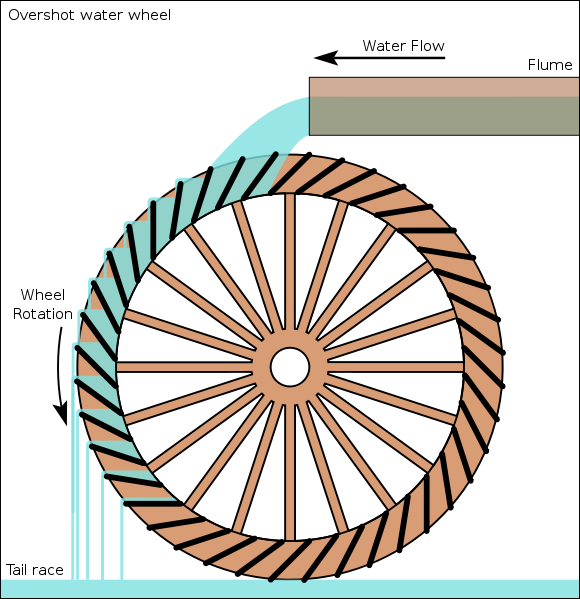 Overshot water wheel
Water Flow
Flume
Wheel
Rotation
Tail race